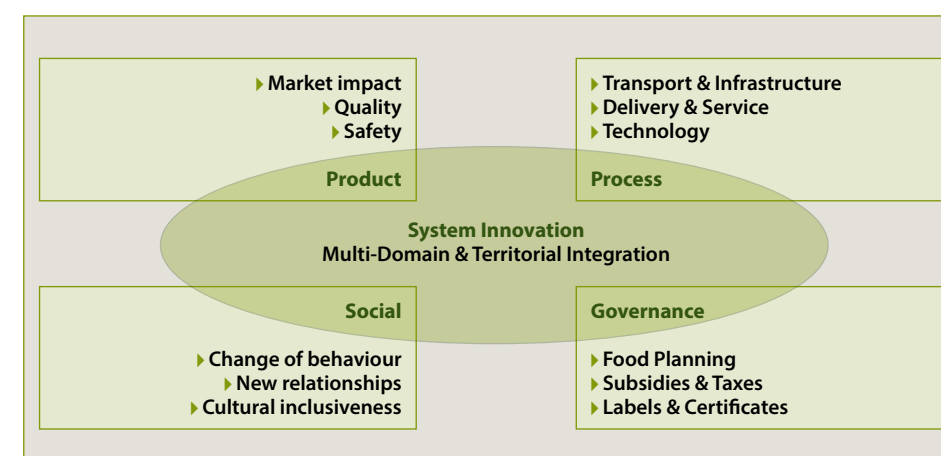 Market impact
Quality
Safety
Product
Transport & Infrastructure
Delivery & Service
Technology
Process
System Innovation
Multi-Domain & Territorial Integration
Social
Change of behaviour
New relationships
Cultural inclusiveness
Governance
Food Planning
Subsidies & Taxes
Labels & Certificates